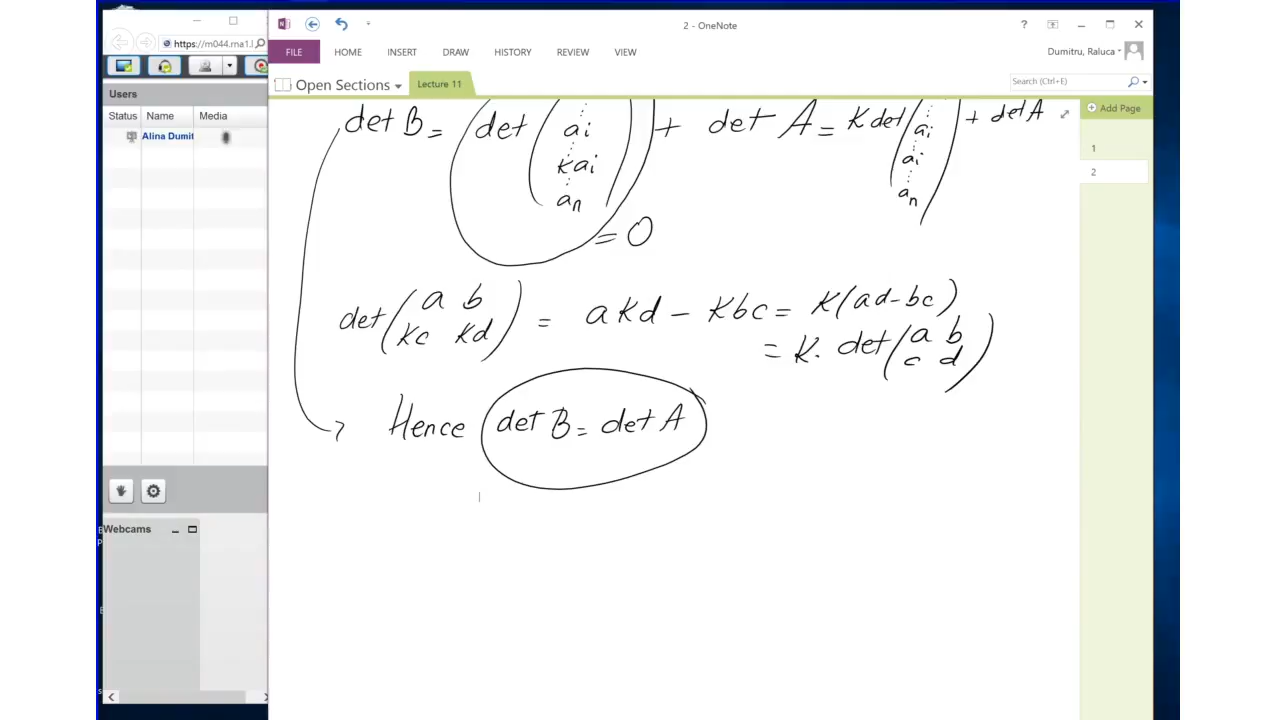 2 - OneNote
https://m044.rna1.l
FILE HOME INSERT DRAW HISTORY REVIEW VIEW
Dumitru, Raluca
Open Sections Lecture 11
Search (Ctrl+E)
Users
Status Name Media
Alina Dumit
Add Page
1
2
det B = det ( ⋮ ai ⋮ kai ⋮ an ) + det A = K det ( ⋮ ai ⋮ ai ⋮ an ) + det A
= 0
det ( a b
Kc Kd ) = aKd - Kbc = K(ad-bc)
= K. det ( a b
c d )
Hence det B = det A
Webcams